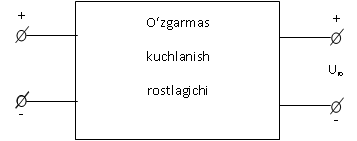 + +
O‘zgarmas
kuchlanish
rostlagichi
U
- -